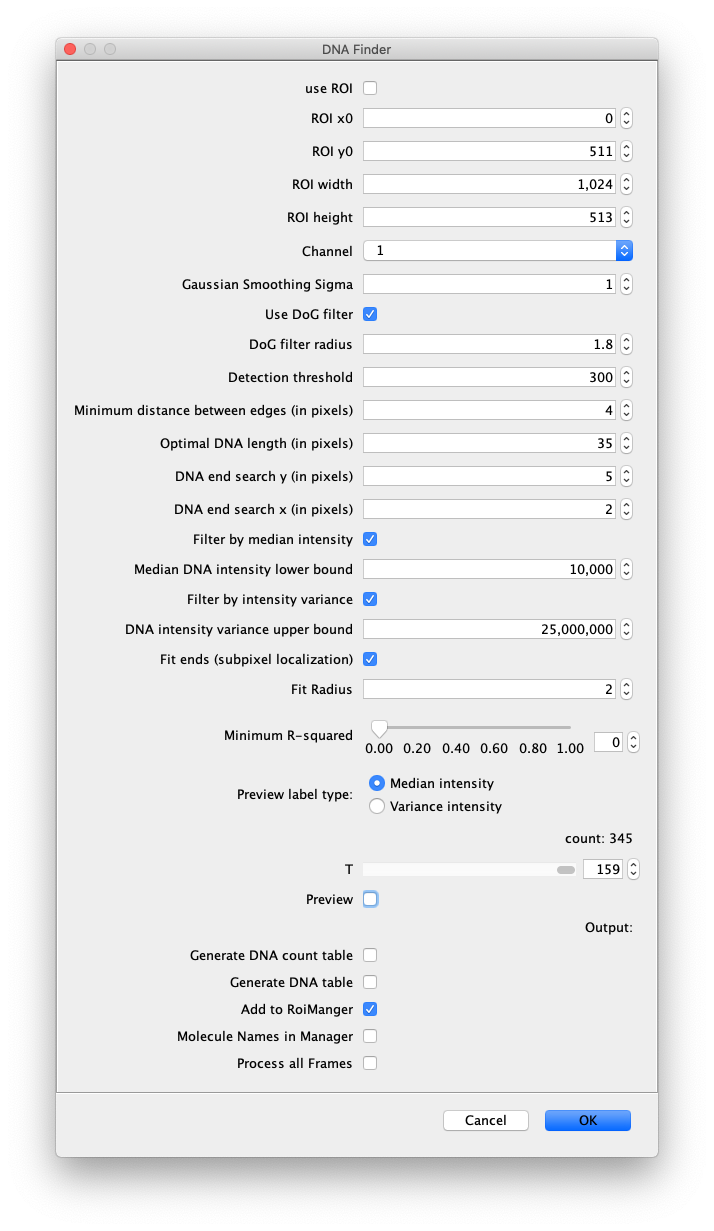 DNA Finder
use ROI
ROI x0 0
ROI y0 511
ROI width 1,024
ROI height 513
Channel 1
Gaussian Smoothing Sigma 1
Use DoG filter
DoG filter radius 1.8
Detection threshold 300
Minimum distance between edges (in pixels) 4
Optimal DNA length (in pixels) 35
DNA end search y (in pixels) 5
DNA end search x (in pixels) 2
Filter by median intensity
Median DNA intensity lower bound 10,000
Filter by intensity variance
DNA intensity variance upper bound 25,000,000
Fit ends (subpixel localization)
Fit Radius 2
Minimum R-squared 0
0.00 0.20 0.40 0.60 0.80 1.00
Preview label type:
Median intensity
Variance intensity
count: 345
T 159
Preview
Output:
Generate DNA count table
Generate DNA table
Add to RoiManger
Molecule Names in Manager
Process all Frames
Cancel OK